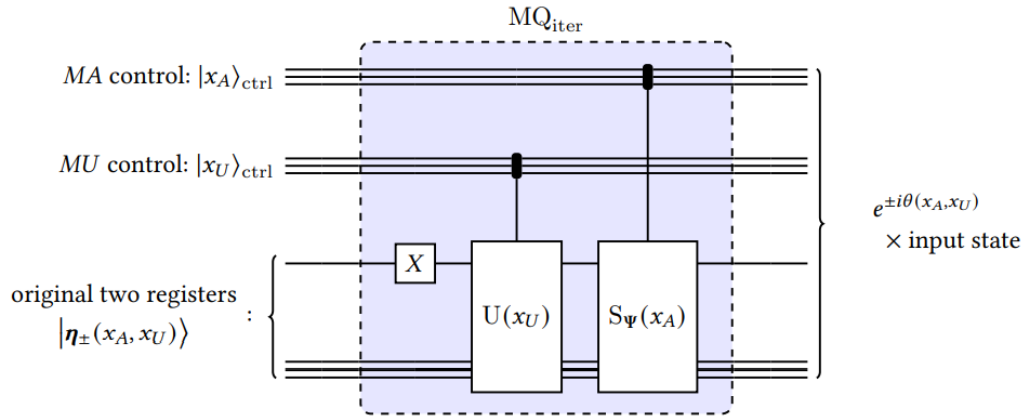 MQ_iter
MA control: |x_A⟩_ctrl
MU control: |x_U⟩_ctrl
X
original two registers
|η_±(x_A, x_U)⟩ :
U(x_U)
S_Ψ(x_A)
e^{±iθ(x_A,x_U)}
× input state